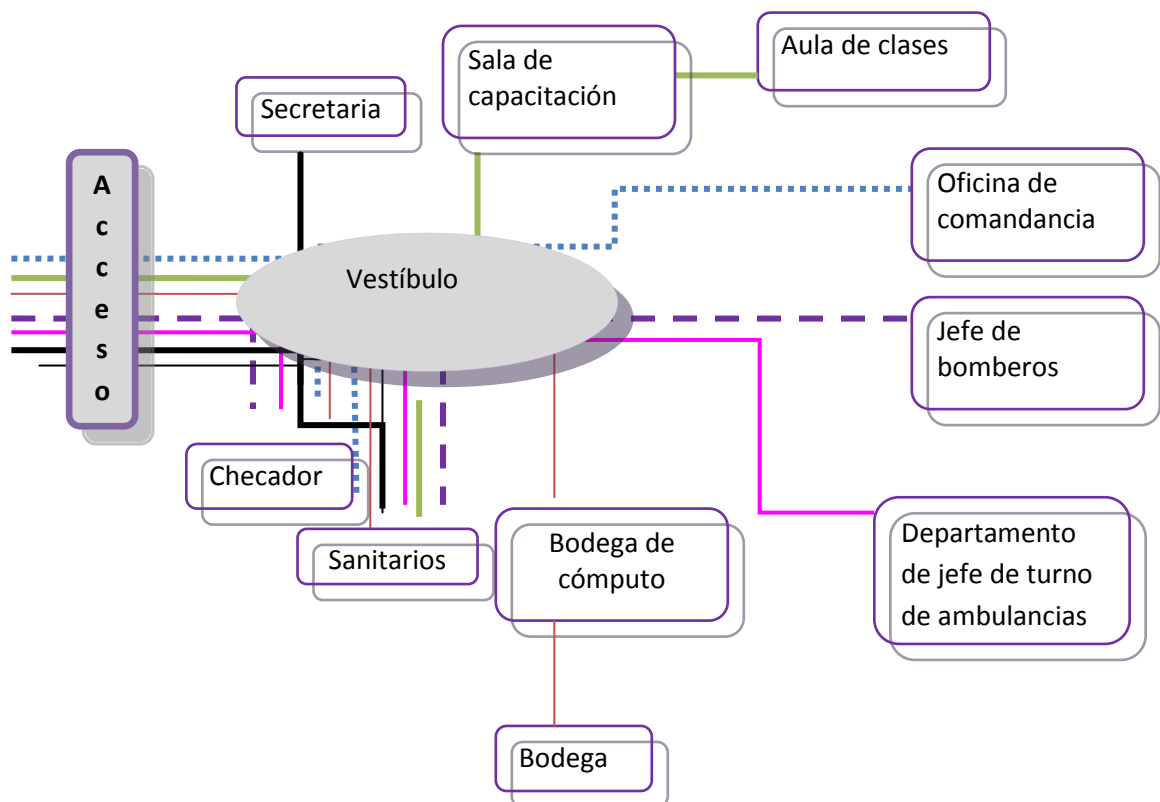 Sala de
capacitación
Aula de clases
Secretaria
A
c
c
e
s
o
Oficina de
comandancia
Vestíbulo
Jefe de
bomberos
Checador
Sanitarios
Bodega de
cómputo
Departamento
de jefe de turno
de ambulancias
Bodega